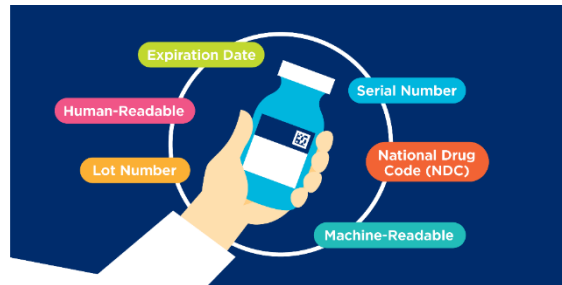 Expiration Date
Human-Readable
Lot Number
Serial Number
National Drug
Code (NDC)
Machine-Readable